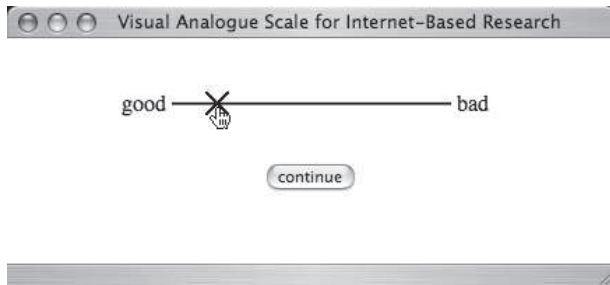 Visual Analogue Scale for Internet-Based Research
good bad
continue